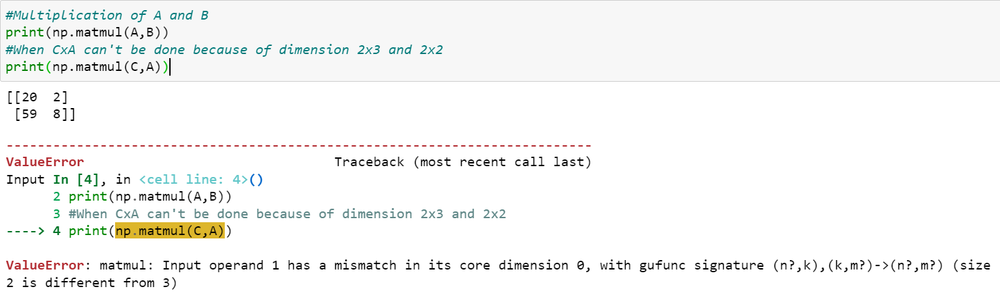 #Multiplication of A and B
print(np.matmul(A,B))
#When CxA can't be done because of dimension 2x3 and 2x2
print(np.matmul(C,A))
[[20  2]
 [59  8]]
---------------------------------------------------------------------------
ValueError                                Traceback (most recent call last)
Input In [4], in <cell line: 4>()
      2 print(np.matmul(A,B))
      3 #When CxA can't be done because of dimension 2x3 and 2x2
----> 4 print(np.matmul(C,A))
ValueError: matmul: Input operand 1 has a mismatch in its core dimension 0, with gufunc signature (n?,k),(k,m?)->(n?,m?) (size
2 is different from 3)